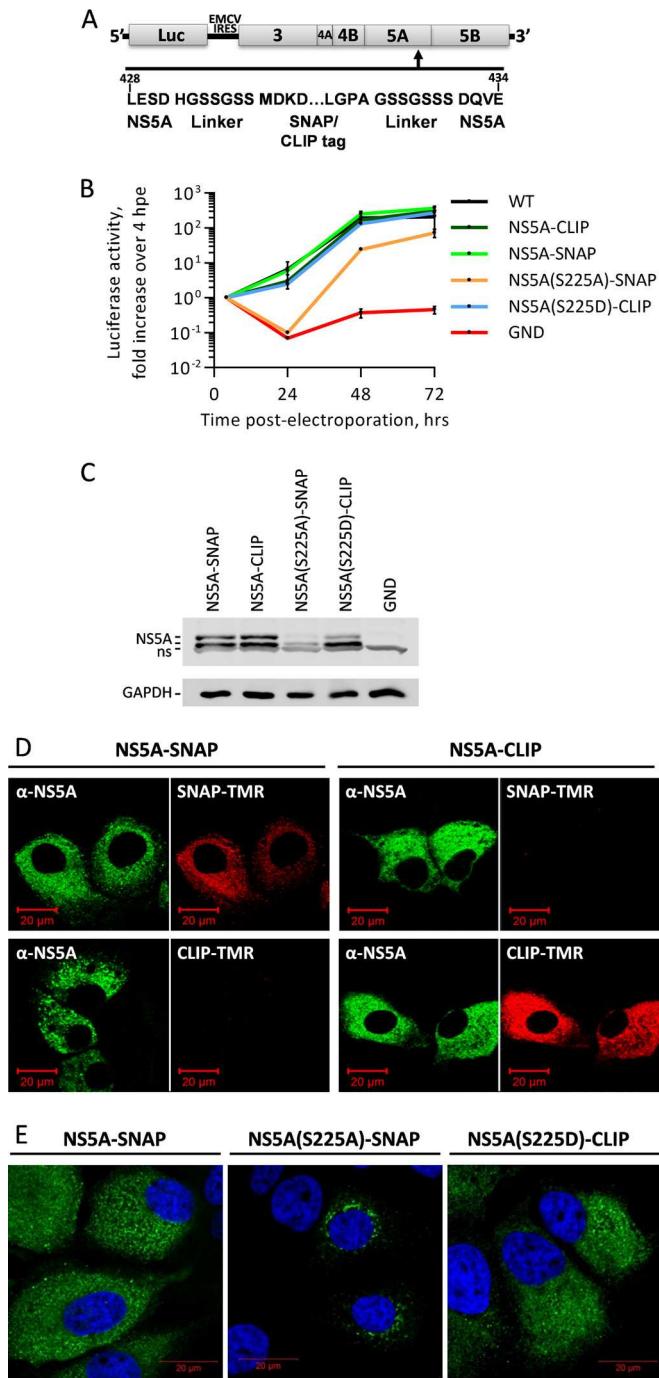 A
5’ Luc EMCV IRES 3 4A 4B 5A 5B 3’
428 434
LESD HGSSGSS MDKD...LGPA GSSGSSS DQVE
NS5A Linker SNAP/ Linker NS5A
CLIP tag
B
Luciferase activity,
fold increase over 4 hpe
10³
10²
10¹
10⁰
10⁻¹
10⁻²
0 24 48 72
Time post-electroporation, hrs
WT
NS5A-CLIP
NS5A-SNAP
NS5A(S225A)-SNAP
NS5A(S225D)-CLIP
GND
C
NS5A-SNAP
NS5A-CLIP
NS5A(S225A)-SNAP
NS5A(S225D)-CLIP
GND
NS5A
ns
GAPDH
D
NS5A-SNAP NS5A-CLIP
α-NS5A SNAP-TMR α-NS5A SNAP-TMR
20 µm 20 µm 20 µm 20 µm
α-NS5A CLIP-TMR α-NS5A CLIP-TMR
20 µm 20 µm 20 µm 20 µm
E
NS5A-SNAP NS5A(S225A)-SNAP NS5A(S225D)-CLIP
20 µm 20 µm 20 µm